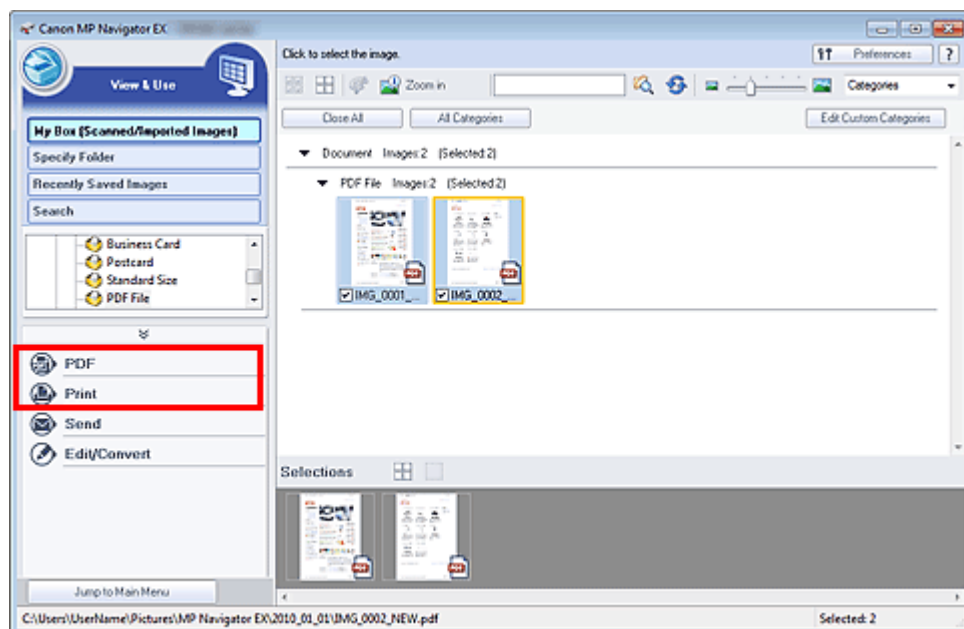 Canon MP Navigator EX
Click to select the image.
Preferences
?
View & Use
Zoom in
Categories
Close All
All Categories
Edit Custom Categories
My Box (Scanned/Imported Images)
Specify Folder
Recently Saved Images
Search
Document Images:2 (Selected:2)
PDF File Images:2 (Selected:2)
Business Card
Postcard
Standard Size
PDF File
IMG_0001_...
IMG_0002_...
PDF
Print
Send
Edit/Convert
Selections
Jump to Main Menu
C:\Users\UserName\Pictures\MP Navigator EX\2010_01_01\IMG_0002_NEW.pdf
Selected: 2